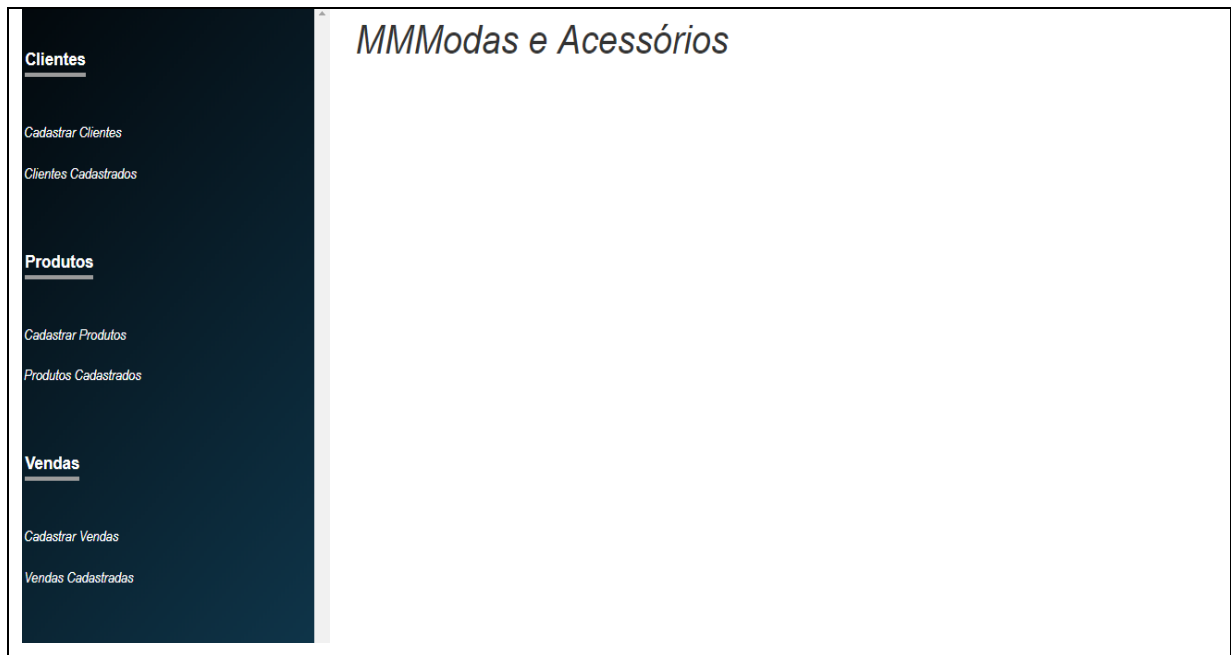 Clientes
Cadastrar Clientes
Clientes Cadastrados
Produtos
Cadastrar Produtos
Produtos Cadastrados
Vendas
Cadastrar Vendas
Vendas Cadastradas
MMModas e Acessórios